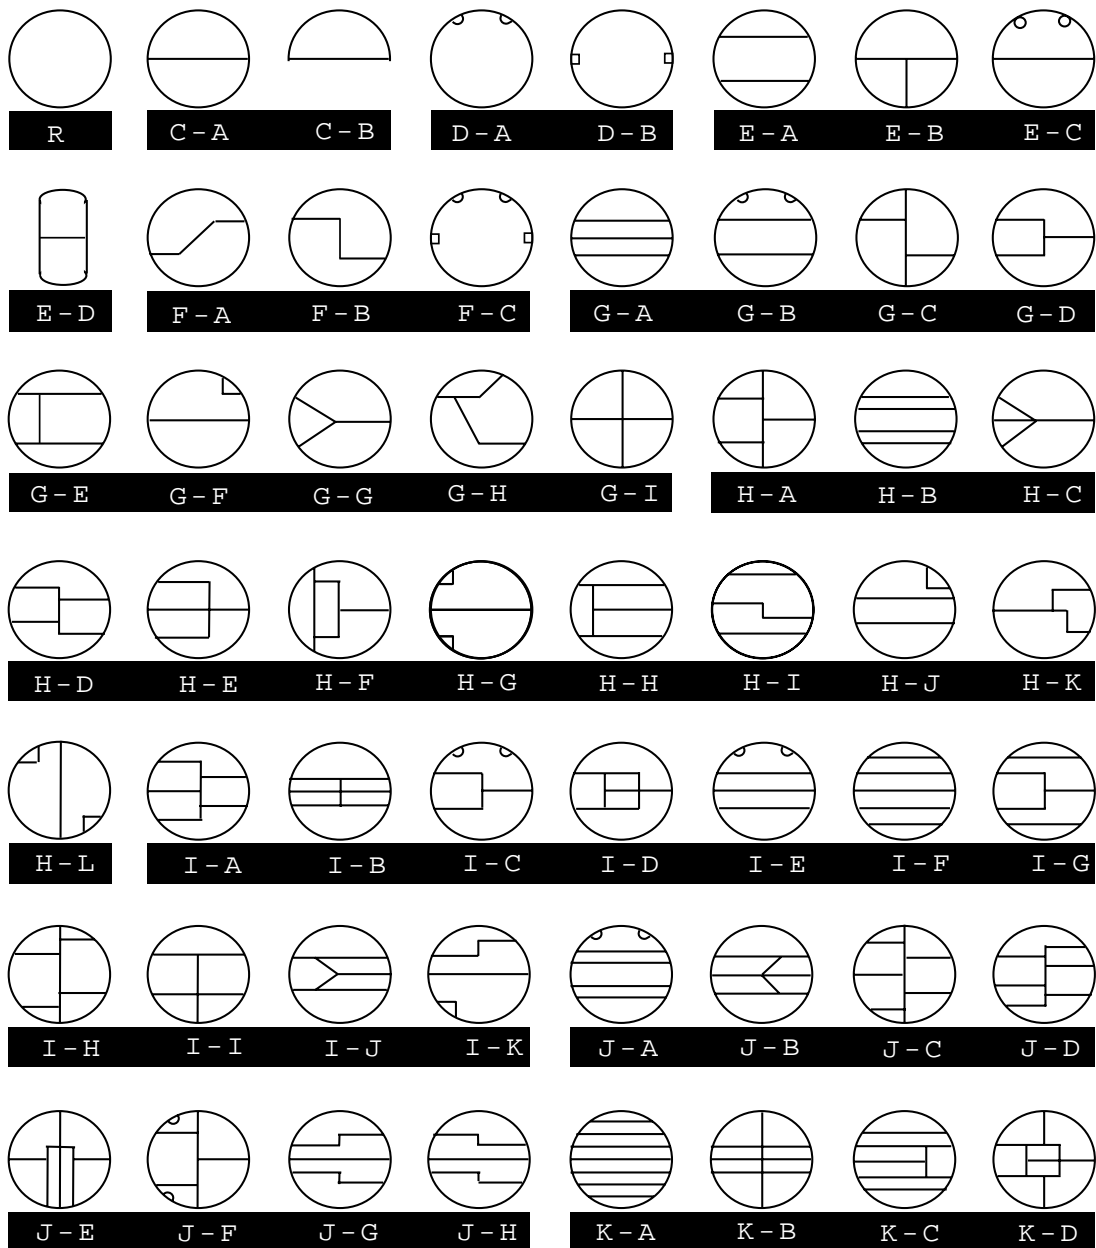 R C-A C-B D-A D-B E-A E-B E-C
E-D F-A F-B F-C G-A G-B G-C G-D
G-E G-F G-G G-H G-I H-A H-B H-C
H-D H-E H-F H-G H-H H-I H-J H-K
H-L I-A I-B I-C I-D I-E I-F I-G
I-H I-I I-J I-K J-A J-B J-C J-D
J-E J-F J-G J-H K-A K-B K-C K-D